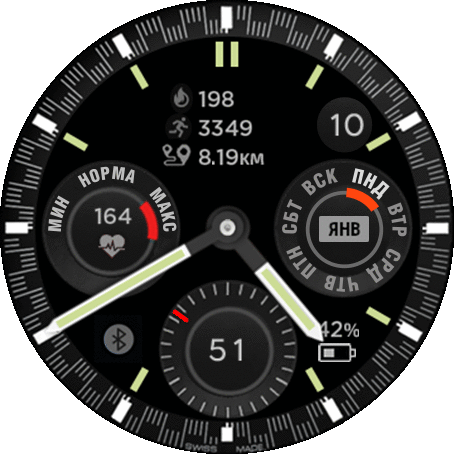 198
3349
8.19км
10
МИН НОРМА МАКС
164
ВСК ПНД ВТР СРД ЧТВ ПТН СБТ
ЯНВ
51
42%
SWISS MADE